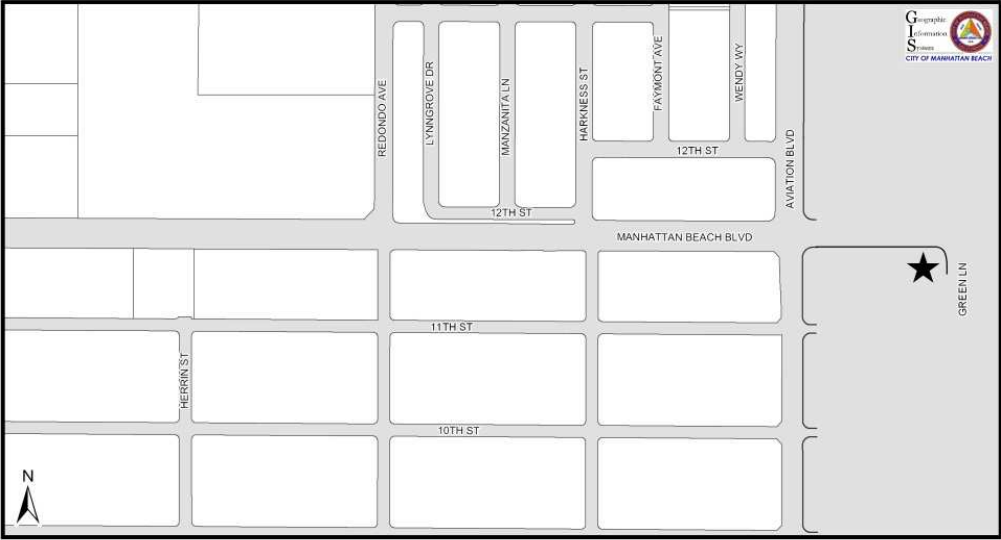 Geographic
Information
System
CITY OF MANHATTAN BEACH
REDONDO AVE
LYNNGROVE DR
MANZANITA LN
HARKNESS ST
FAYMONT AVE
WENDY WY
AVIATION BLVD
12TH ST
12TH ST
MANHATTAN BEACH BLVD
GREEN LN
11TH ST
HERRIN ST
10TH ST
N